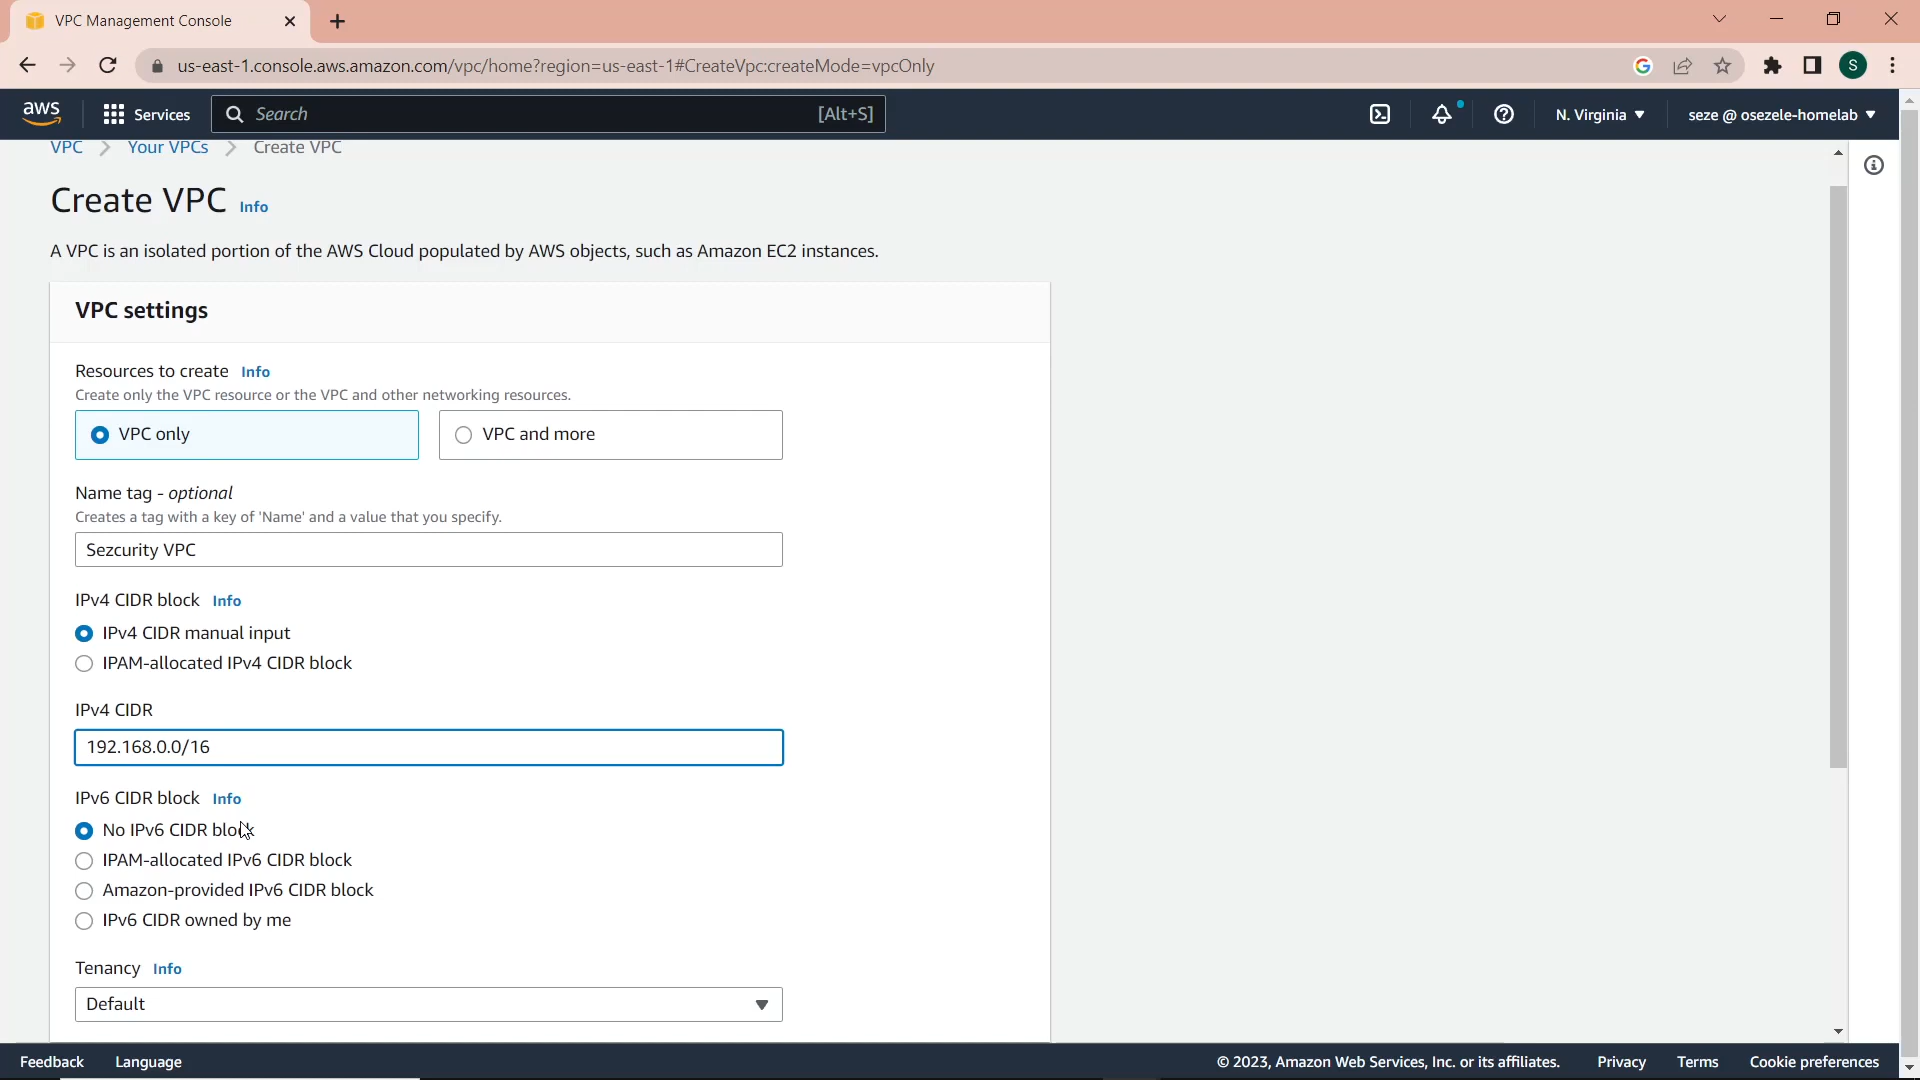 VPC Management Console
us-east-1.console.aws.amazon.com/vpc/home?region=us-east-1#CreateVpc:createMode=vpcOnly
S
aws
Services
Search
[Alt+S]
N. Virginia
seze @ osezele-homelab
VPC
Your VPCs
Create VPC
Create VPC Info
A VPC is an isolated portion of the AWS Cloud populated by AWS objects, such as Amazon EC2 instances.
VPC settings
Resources to create Info
Create only the VPC resource or the VPC and other networking resources.
VPC only
VPC and more
Name tag - optional
Creates a tag with a key of 'Name' and a value that you specify.
Sezcurity VPC
IPv4 CIDR block Info
IPv4 CIDR manual input
IPAM-allocated IPv4 CIDR block
IPv4 CIDR
192.168.0.0/16
IPv6 CIDR block Info
No IPv6 CIDR block
IPAM-allocated IPv6 CIDR block
Amazon-provided IPv6 CIDR block
IPv6 CIDR owned by me
Tenancy Info
Default
Feedback
Language
© 2023, Amazon Web Services, Inc. or its affiliates.
Privacy
Terms
Cookie preferences